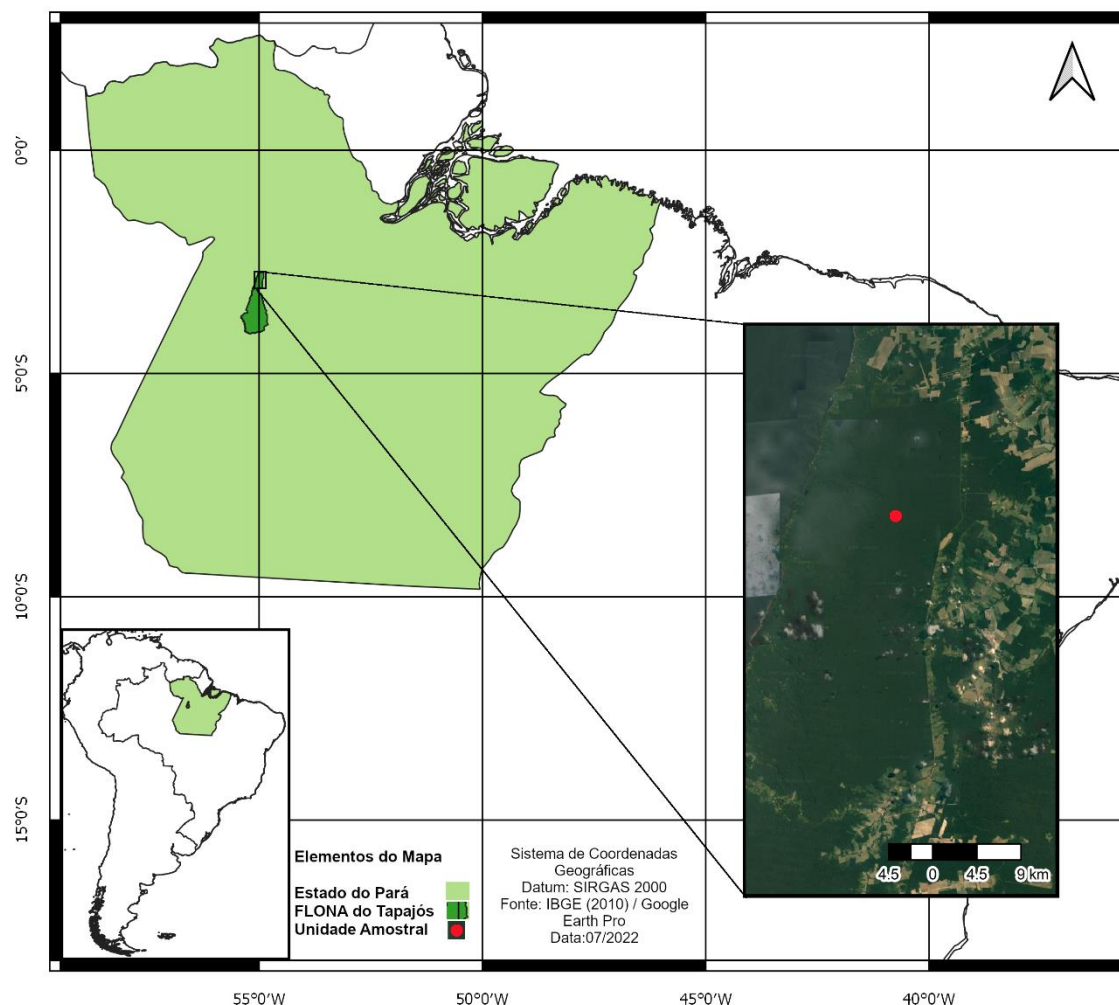 0°0'
5°0'S
10°0'S
15°0'S
4.5 0 4.5 9 km
Elementos do Mapa
Estado do Pará
FLONA do Tapajós
Unidade Amostral
Sistema de Coordenadas
Geográficas
Datum: SIRGAS 2000
Fonte: IBGE (2010) / Google
Earth Pro
Data:07/2022
55°0'W 50°0'W 45°0'W 40°0'W